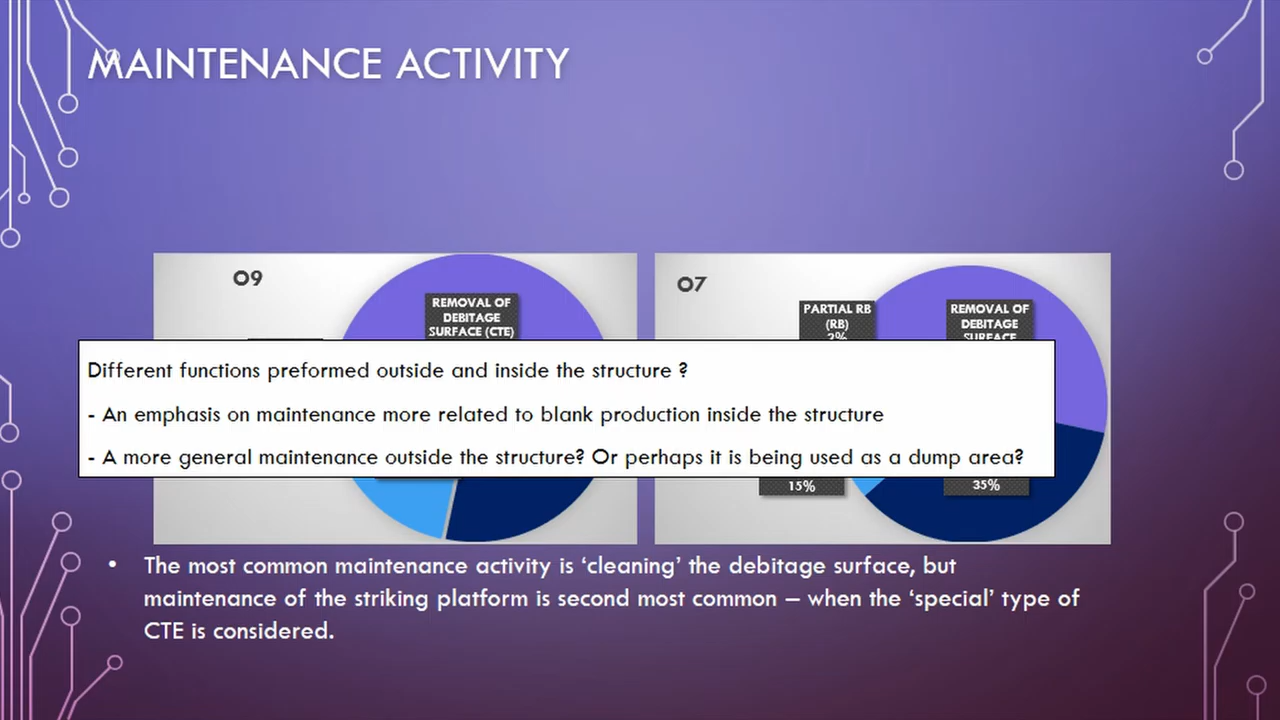 MAINTENANCE ACTIVITY
O9
REMOVAL OF
DEBITAGE
SURFACE (CTE)
O7
PARTIAL RB
(RB)
2%
REMOVAL OF
DEBITAGE
SURFACE
Different functions preformed outside and inside the structure ?
- An emphasis on maintenance more related to blank production inside the structure
- A more general maintenance outside the structure? Or perhaps it is being used as a dump area?
15%
35%
• The most common maintenance activity is ‘cleaning’ the debitage surface, but
maintenance of the striking platform is second most common – when the ‘special’ type of
CTE is considered.